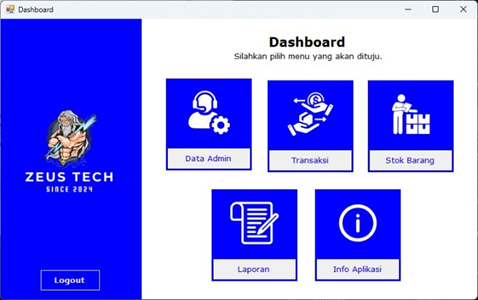 Dashboard
Dashboard
Silahkan pilih menu yang akan dituju.
ZEUS TECH
SINCE 2024
Logout
Data Admin
Transaksi
Stok Barang
Laporan
Info Aplikasi